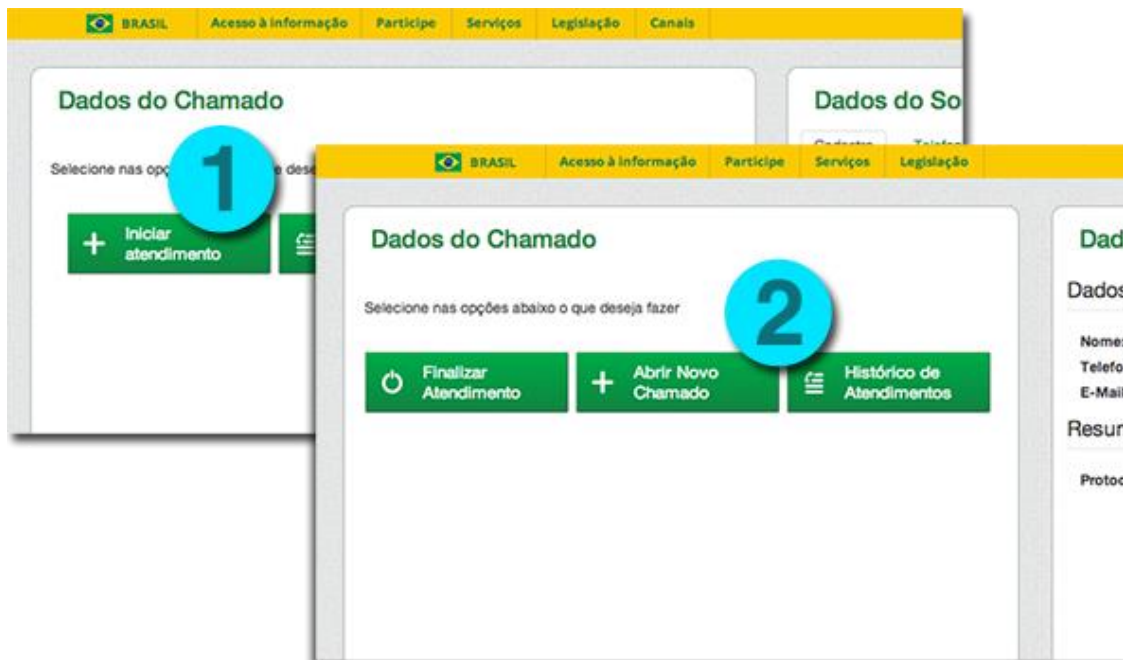 BRASIL Acesso à informação Participe Serviços Legislação Canais
Dados do Chamado
Dados do So
Selecione nas opç
1
e dese
Iniciar
atendimento
BRASIL Acesso à informação Participe Serviços Legislação
Dados do Chamado
Selecione nas opções abaixo o que deseja fazer
2
Finalizar
Atendimento
Abrir Novo
Chamado
Histórico de
Atendimentos
Dad
Dados
Nome:
Telefo
E-Mail
Resur
Protoc